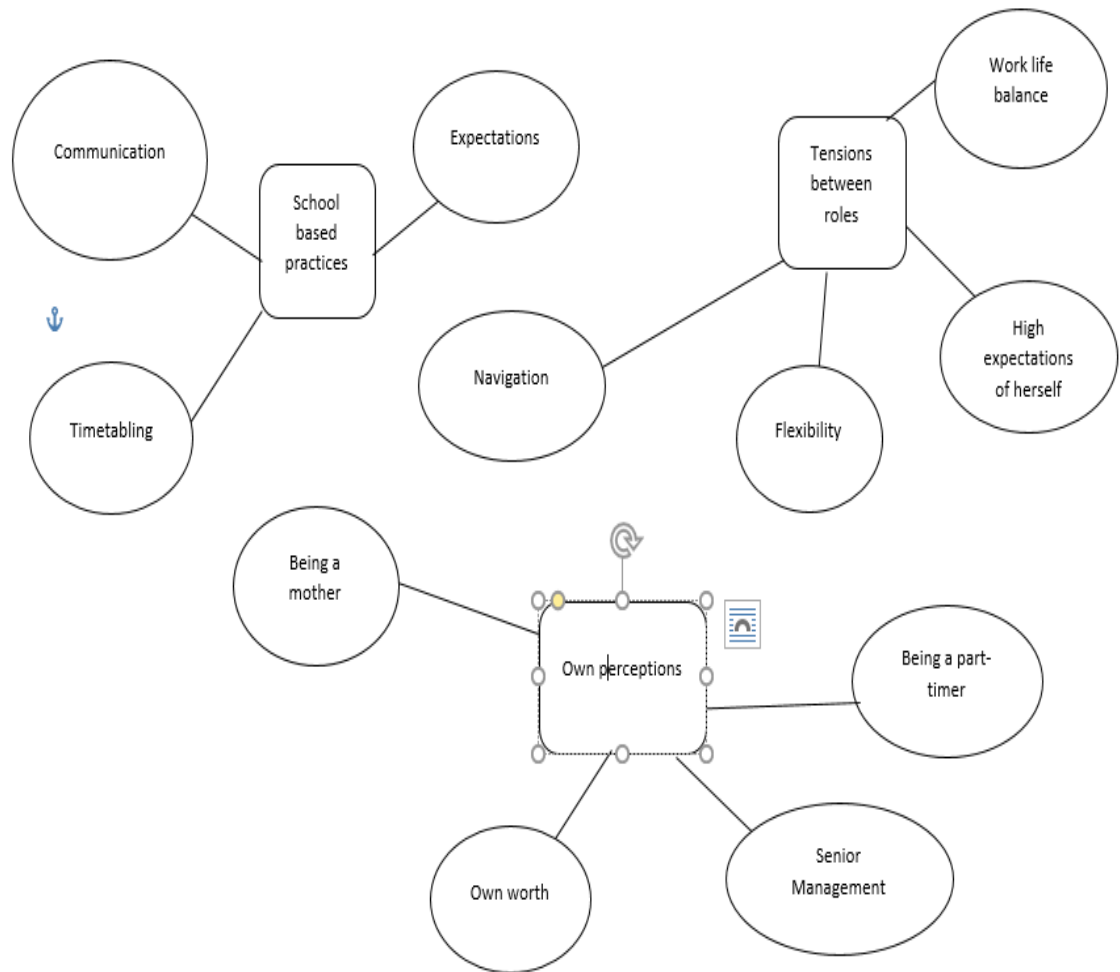 Communication
Expectations
School
based
practices
Timetabling
Work life
balance
Tensions
between
roles
Navigation
Flexibility
High
expectations
of herself
Being a
mother
Own perceptions
Being a part-
timer
Own worth
Senior
Management